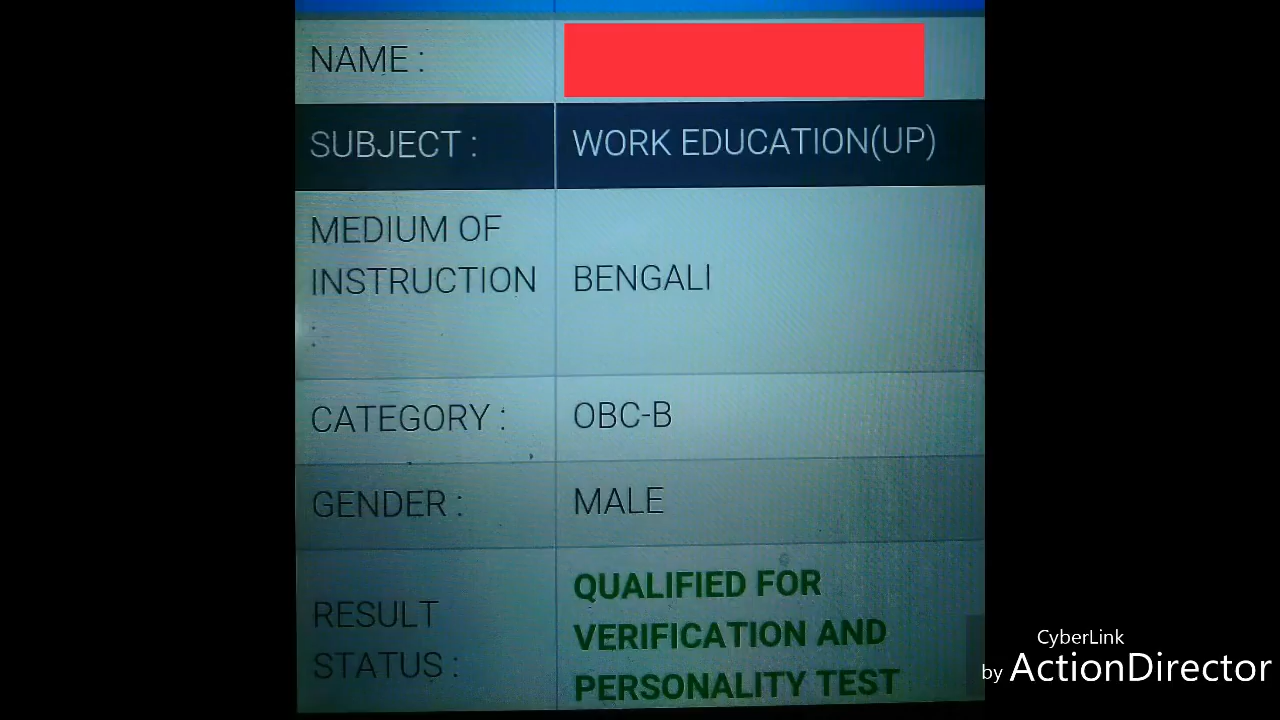 NAME :
SUBJECT : WORK EDUCATION(UP)
MEDIUM OF
INSTRUCTION BENGALI
:
CATEGORY : OBC-B
GENDER : MALE
QUALIFIED FOR
RESULT
VERIFICATION AND
STATUS :
PERSONALITY TEST
CyberLink
by ActionDirector